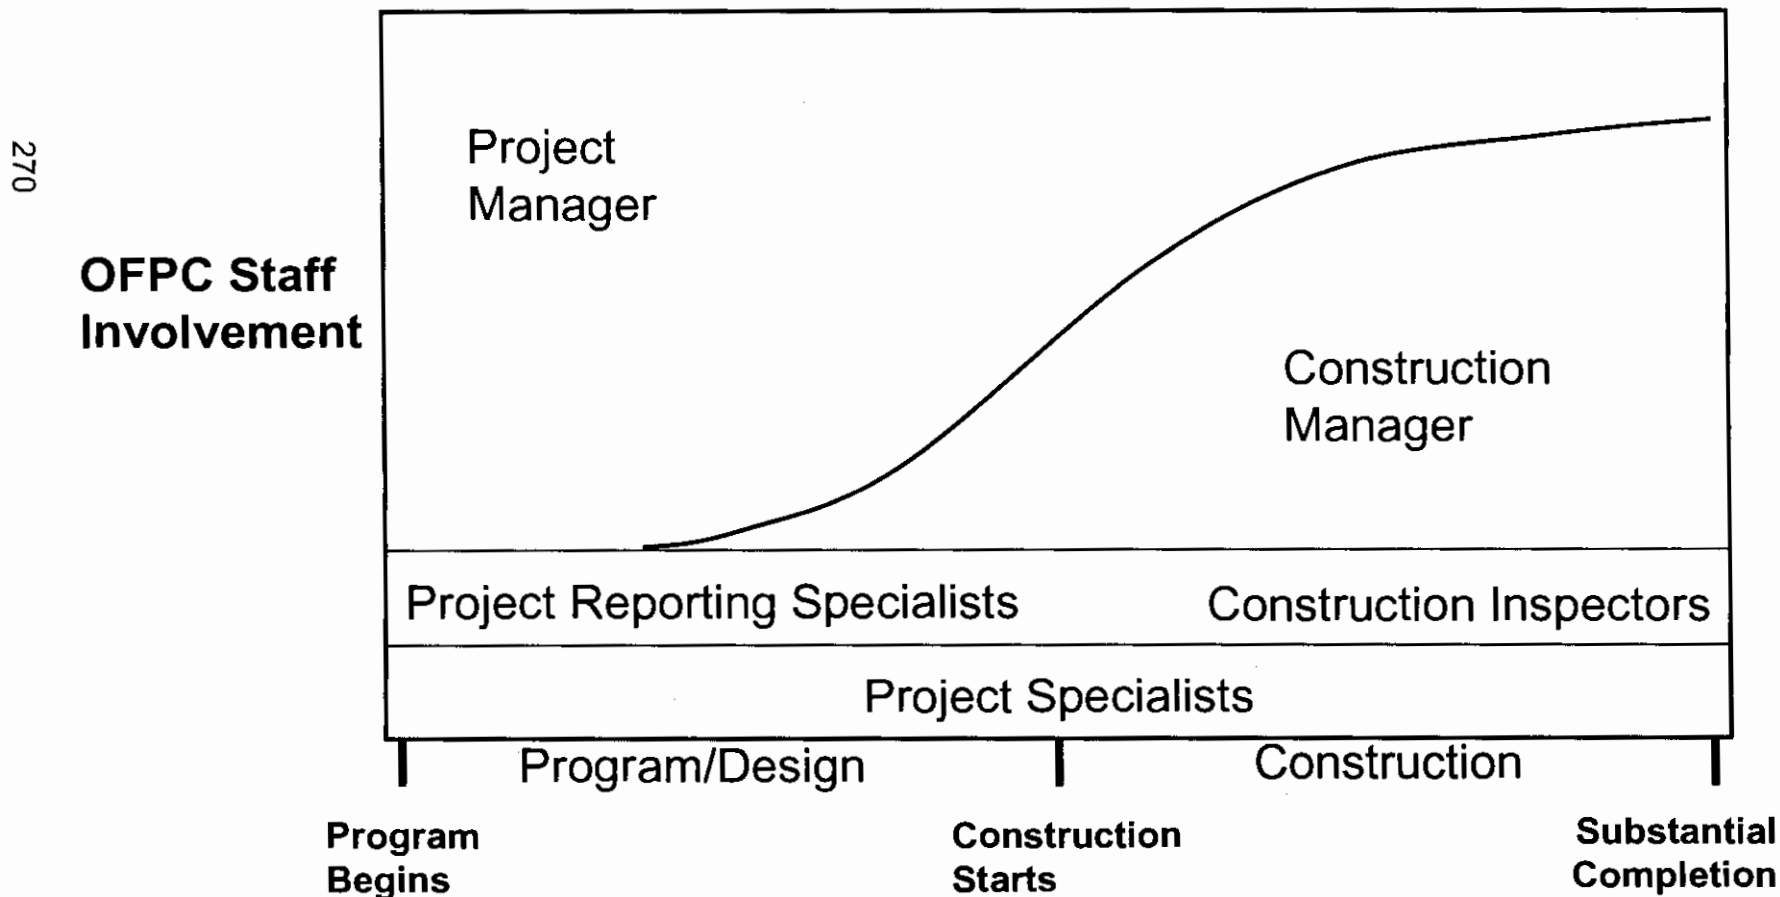 270
Project
Manager
OFPC Staff
Involvement
Construction
Manager
Project Reporting Specialists
Construction Inspectors
Project Specialists
Program/Design
Construction
Program
Begins
Construction
Starts
Substantial
Completion